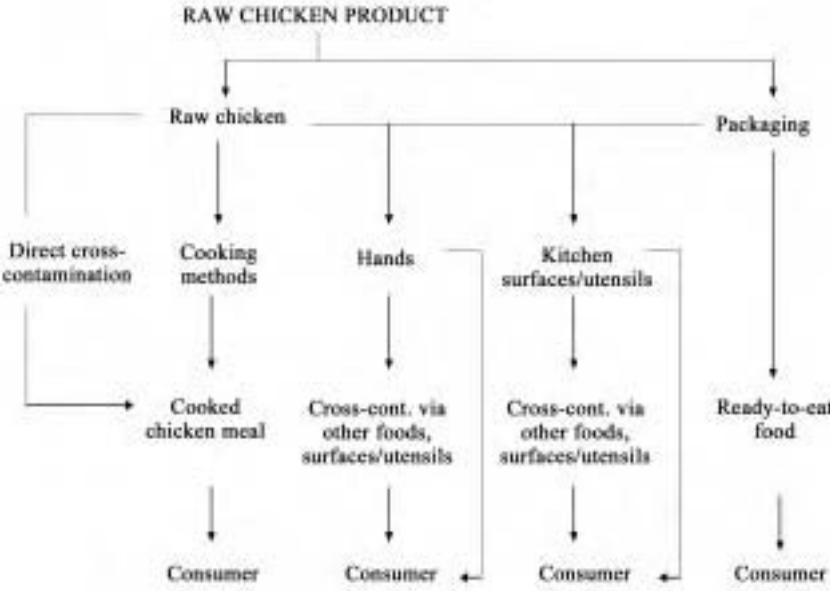 RAW CHICKEN PRODUCT
Raw chicken
Packaging
Direct cross-
contamination
Cooking
methods
Hands
Kitchen
surfaces/utensils
Cooked
chicken meal
Cross-cont. via
other foods,
surfaces/utensils
Cross-cont. via
other foods,
surfaces/utensils
Ready-to-eat
food
Consumer
Consumer
Consumer
Consumer